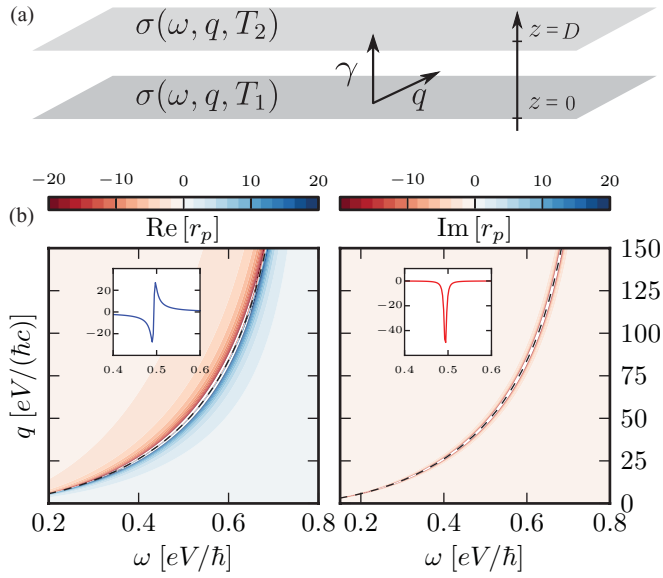 (a)
σ(ω, q, T₂)
z=D
γ
σ(ω, q, T₁)
q
z=0
−20 −10 0 10 20 −10 0 10 20
(b)
Re [r_p]
Im [r_p]
20
0
−20
0.4 0.5 0.6
0
−20
−40
0.4 0.5 0.6
150
125
100
75
50
25
0
q [eV/(ħc)]
0.2 0.4 0.6 0.8
0.2 0.4 0.6 0.8
ω [eV/ħ]
ω [eV/ħ]